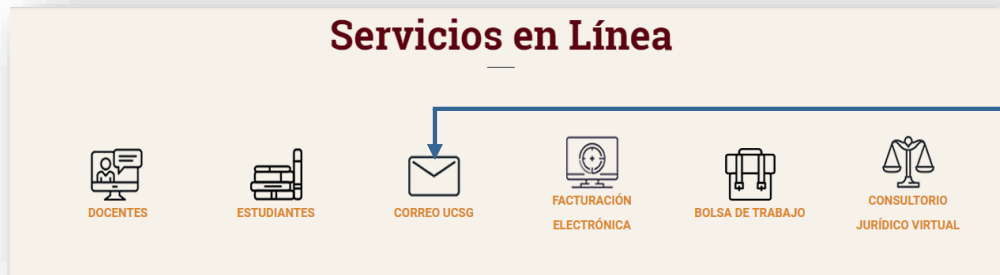 Servicios en Línea
DOCENTES
ESTUDIANTES
CORREO UCSG
FACTURACIÓN
ELECTRÓNICA
BOLSA DE TRABAJO
CONSULTORIO
JURÍDICO VIRTUAL